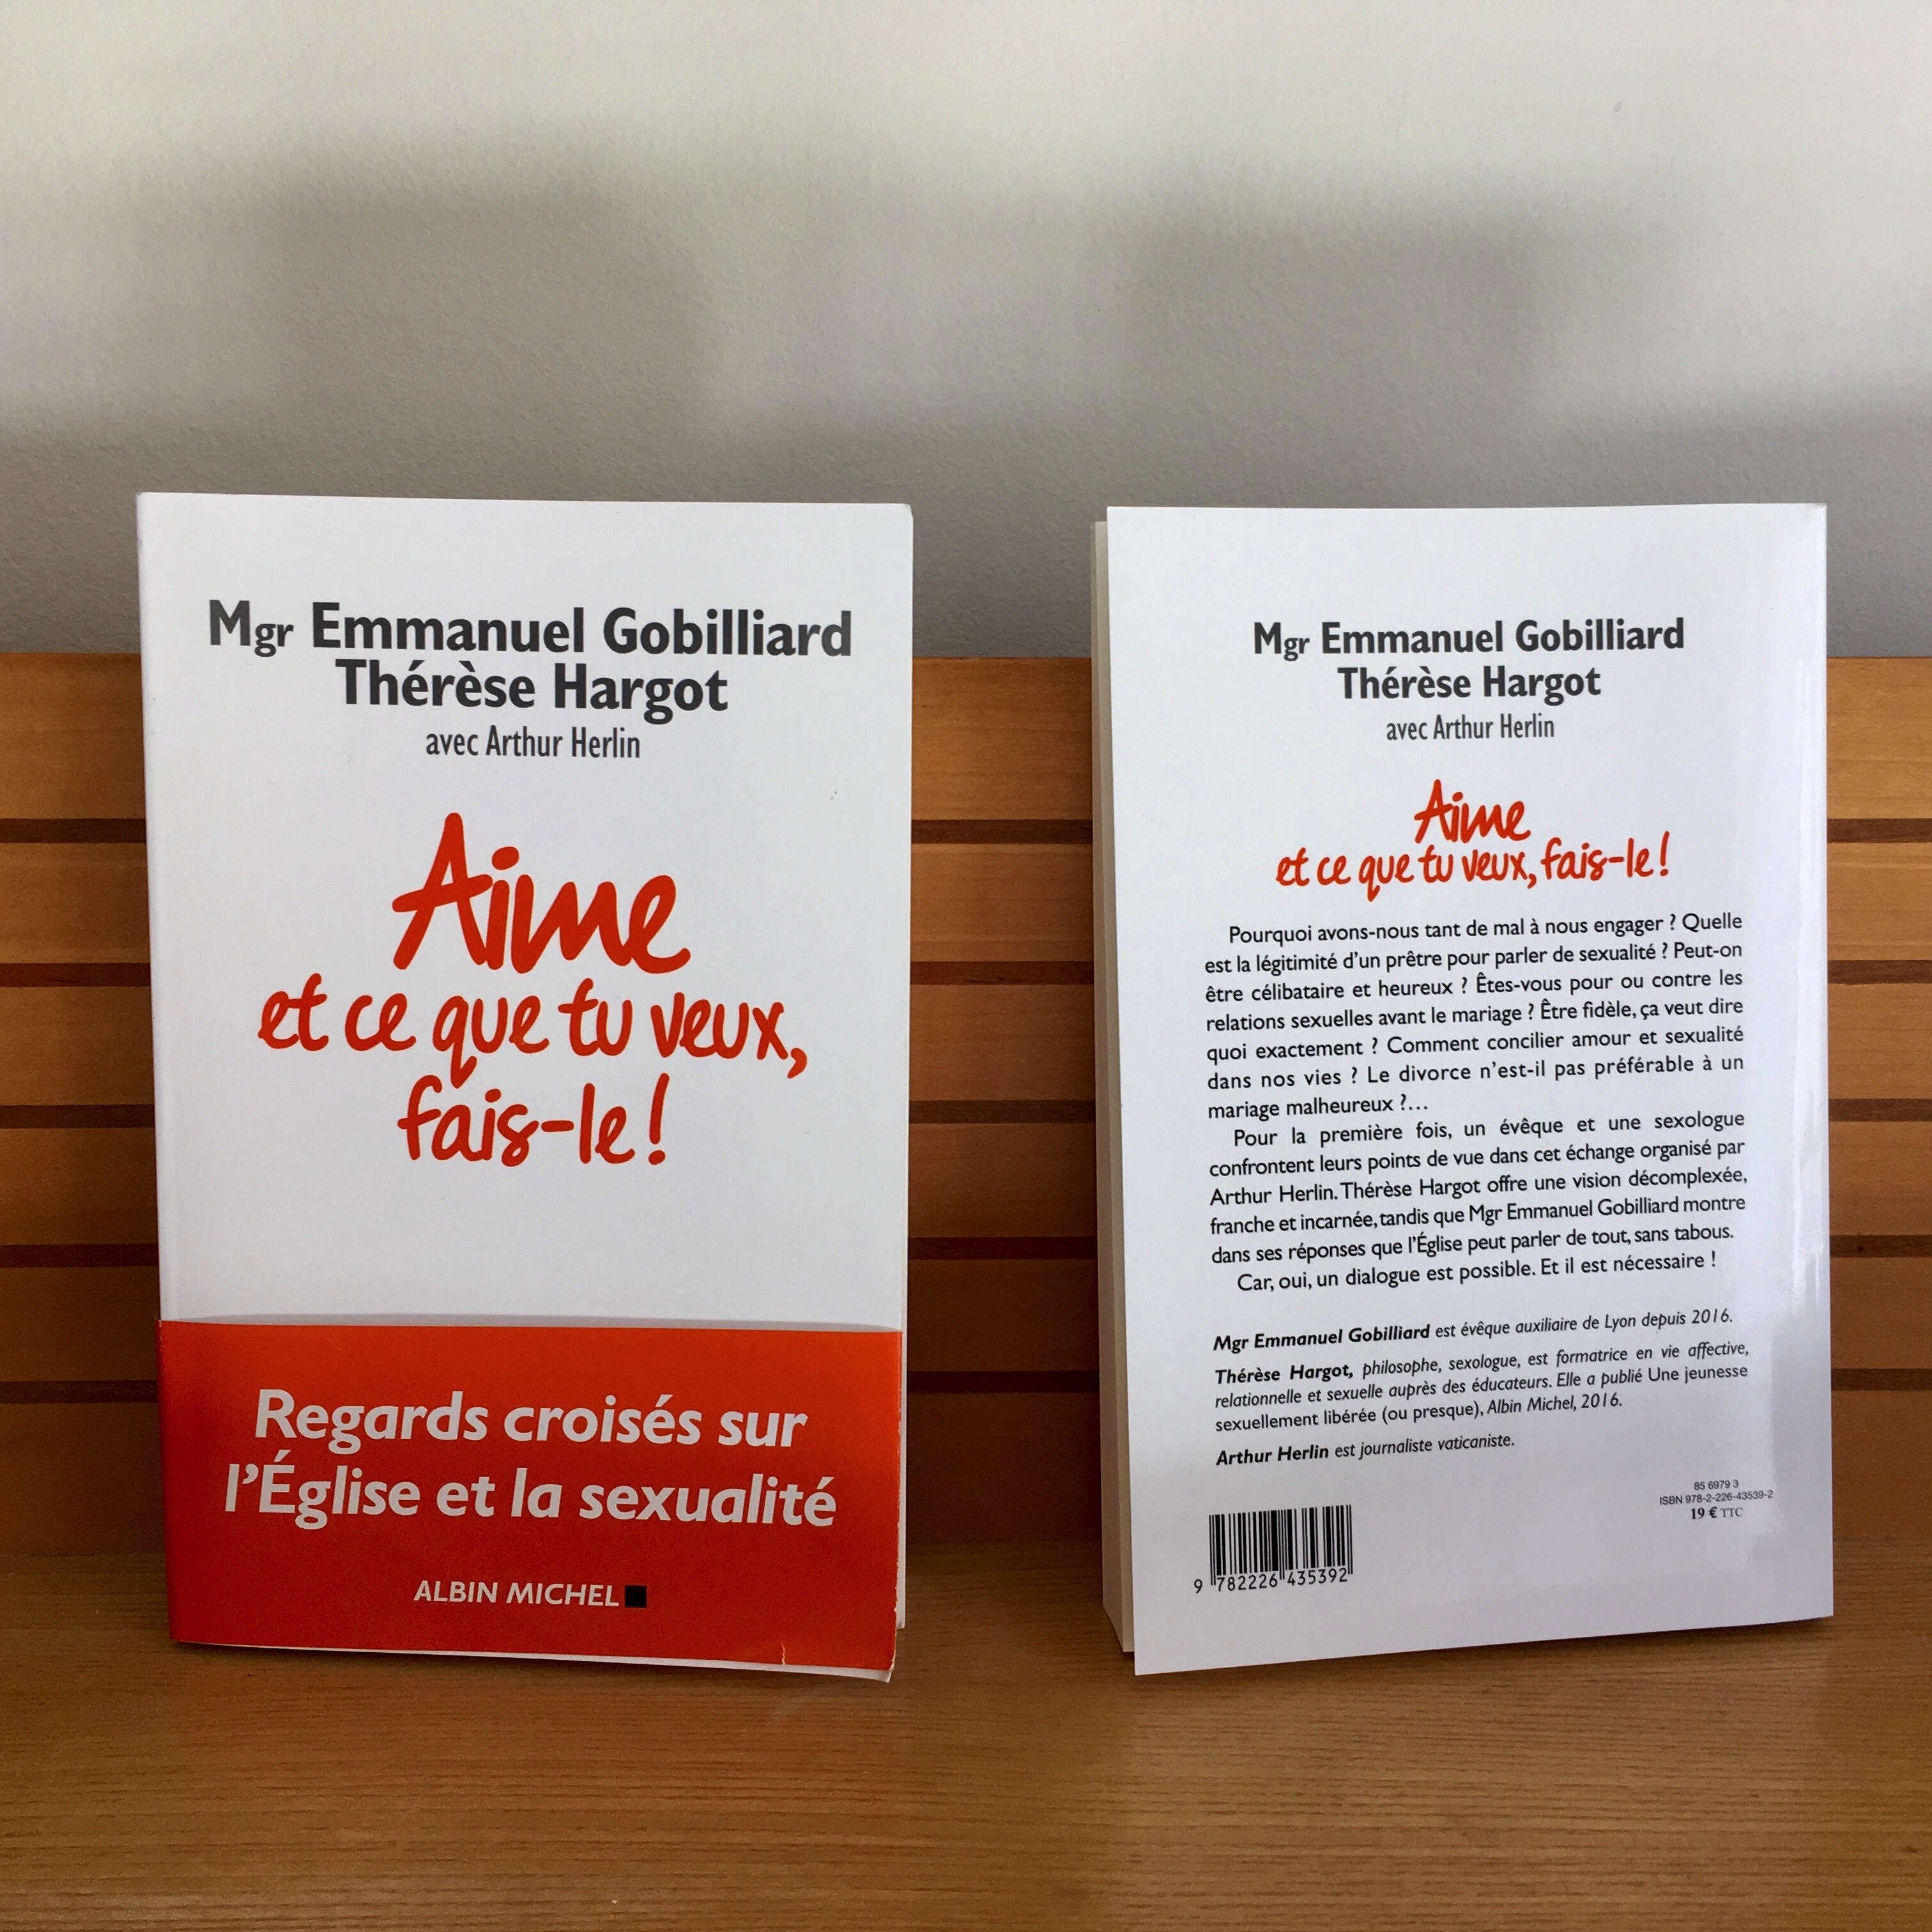 Mgr Emmanuel Gobilliard
Thérèse Hargot
avec Arthur Herlin
Aime
et ce que tu veux,
fais-le !
Regards croisés sur
l'Église et la sexualité
ALBIN MICHEL
Mgr Emmanuel Gobilliard
Thérèse Hargot
avec Arthur Herlin
Aime
et ce que tu veux, fais-le !
Pourquoi avons-nous tant de mal à nous engager ? Quelle
est la légitimité d'un prêtre pour parler de sexualité ? Peut-on
être célibataire et heureux ? Êtes-vous pour ou contre les
relations sexuelles avant le mariage ? Être fidèle, ça veut dire
quoi exactement ? Comment concilier amour et sexualité
dans nos vies ? Le divorce n'est-il pas préférable à un
mariage malheureux ?...
Pour la première fois, un évêque et une sexologue
confrontent leurs points de vue dans cet échange organisé par
Arthur Herlin. Thérèse Hargot offre une vision décomplexée,
franche et incarnée, tandis que Mgr Emmanuel Gobilliard montre
dans ses réponses que l'Église peut parler de tout, sans tabous.
Car, oui, un dialogue est possible. Et il est nécessaire !
Mgr Emmanuel Gobilliard est évêque auxiliaire de Lyon depuis 2016.
Thérèse Hargot, philosophe, sexologue, est formatrice en vie affective,
relationnelle et sexuelle auprès des éducateurs. Elle a publié Une jeunesse
sexuellement libérée (ou presque), Albin Michel, 2016.
Arthur Herlin est journaliste vaticaniste.
85 6979 3
ISBN 978-2-226-43539-2
19 € TTC
9 782226 435392